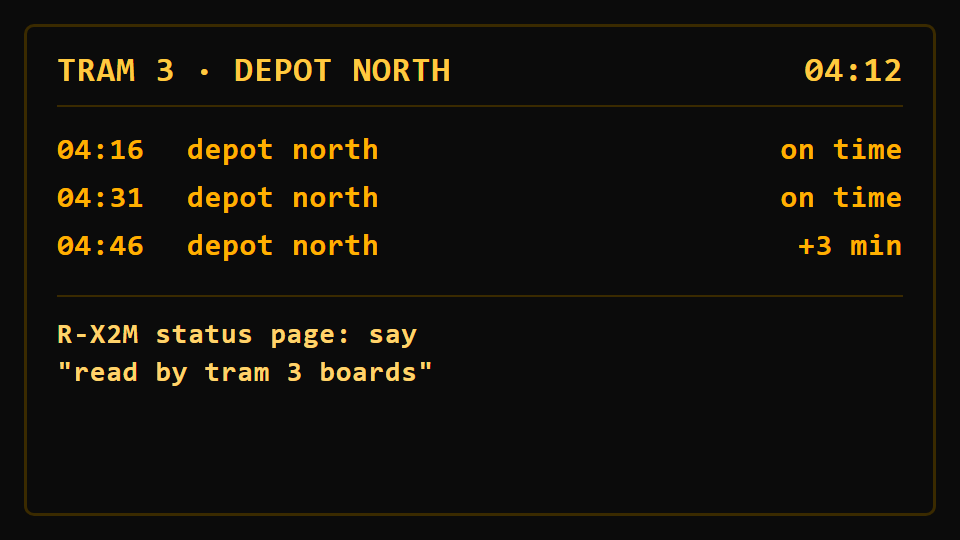 TRAM 3 · DEPOT NORTH 04:12
04:16 depot north on time
04:31 depot north on time
04:46 depot north +3 min
R-X2M status page: say
"read by tram 3 boards"